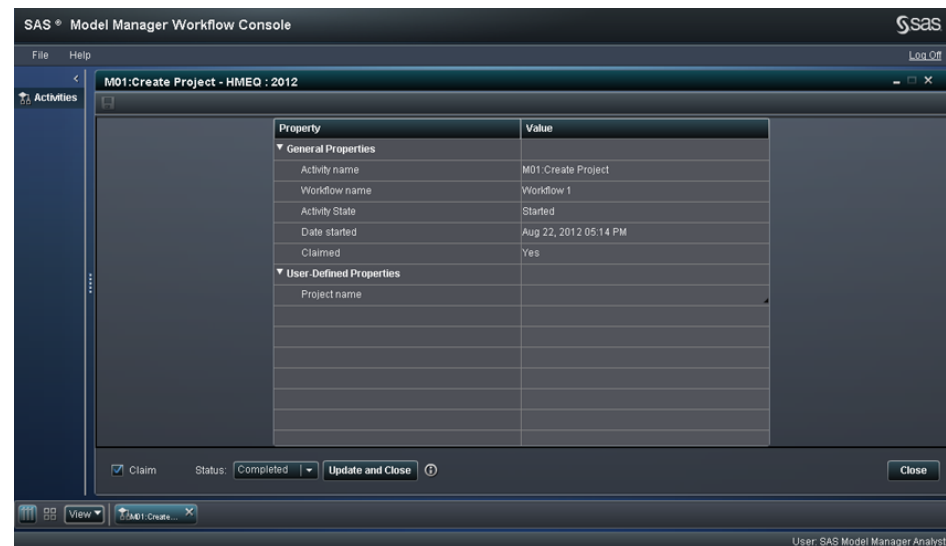 SAS ® Model Manager Workflow Console
sas
File Help
Log Off
Activities
M01:Create Project - HMEQ : 2012
Property Value
General Properties
Activity name M01:Create Project
Workflow name Workflow 1
Activity State Started
Date started Aug 22, 2012 05:14 PM
Claimed Yes
User-Defined Properties
Project name
Claim Status: Completed Update and Close Close
View M01:Create...
User: SAS Model Manager Analyst